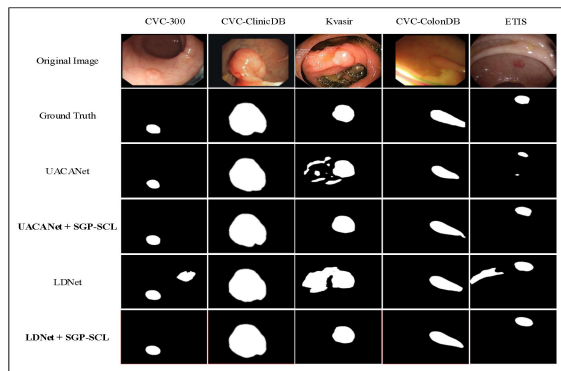 CVC-300 CVC-ClinicDB Kvasir CVC-ColonDB ETIS
Original Image
Ground Truth
UACANet
UACANet + SGP-SCL
LDNet
LDNet + SGP-SCL